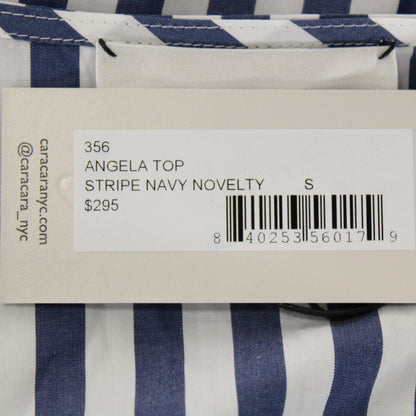 caracaranyc.com
@caracara_nyc
356
ANGELA TOP
STRIPE NAVY NOVELTY S
$295
8 40253 56017 9